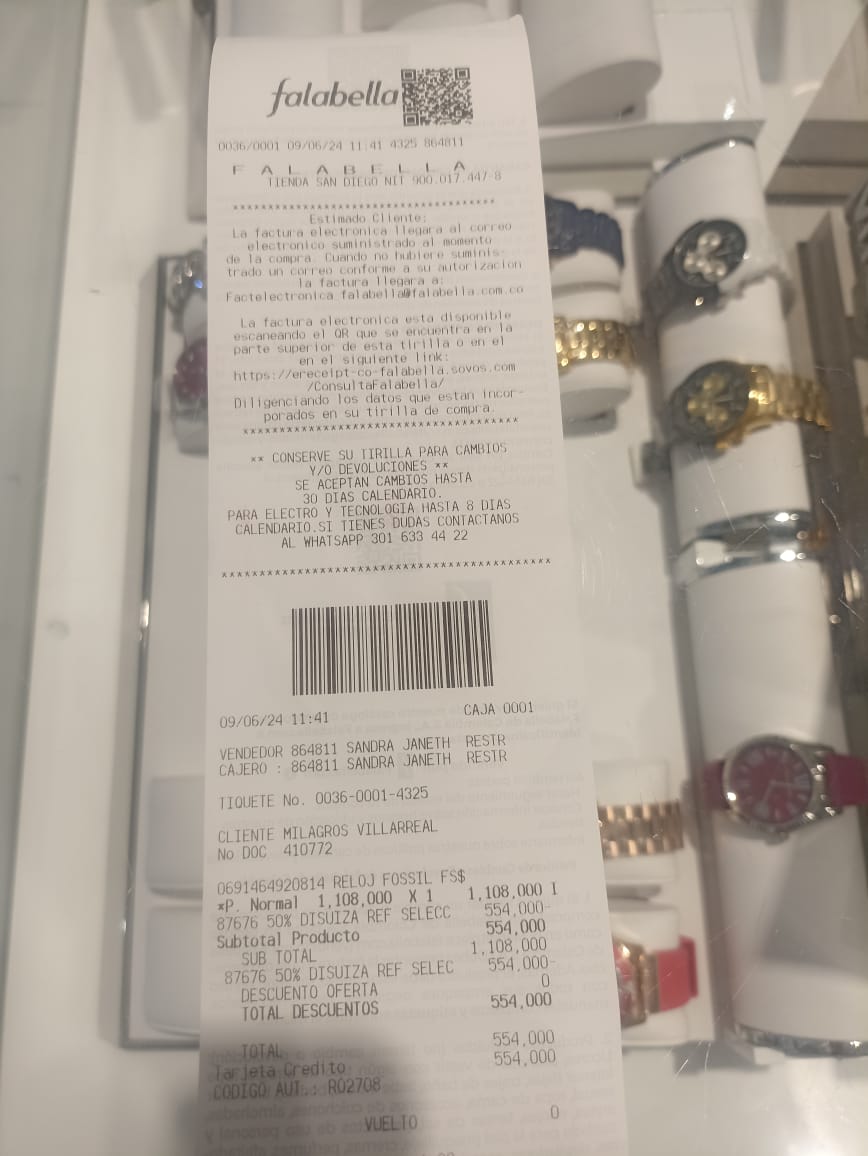 falabella
0036/0001 09/06/24 11:41 4325 864811
F A L A B E L L A
TIENDA SAN DIEGO NIT 900.017.447-8
****************************************
Estimado Cliente:
La factura electronica llegara al correo
electronico suministrado al momento
de la compra. Cuando no hubiere suminis-
trado un correo conforme a su autorizacion
la factura llegara a:
Factelectronica_falabella@falabella.com.co
La factura electronica esta disponible
escaneando el QR que se encuentra en la
parte superior de esta tirilla o en el
en el siguiente link:
https://ereceipt-co-falabella.sovos.com
/ConsultaFalabella/
Diligenciando los datos que estan incor-
porados en su tirilla de compra.
****************************************
** CONSERVE SU TIRILLA PARA CAMBIOS
Y/O DEVOLUCIONES **
SE ACEPTAN CAMBIOS HASTA
30 DIAS CALENDARIO.
PARA ELECTRO Y TECNOLOGIA HASTA 8 DIAS
CALENDARIO.SI TIENES DUDAS CONTACTANOS
AL WHATSAPP 301 633 44 22
****************************************
09/06/24 11:41 CAJA 0001
VENDEDOR 864811 SANDRA JANETH RESTR
CAJERO : 864811 SANDRA JANETH RESTR
TIQUETE No. 0036-0001-4325
CLIENTE MILAGROS VILLARREAL
No DOC 410772
0691464920814 RELOJ FOSSIL FS$
*P. Normal 1,108,000 X 1 1,108,000 I
87676 50% DISUIZA REF SELECC 554,000-
Subtotal Producto 554,000
SUB TOTAL 1,108,000
87676 50% DISUIZA REF SELEC 554,000-
DESCUENTO OFERTA 0
TOTAL DESCUENTOS 554,000
TOTAL 554,000
Tarjeta Credito 554,000
CODIGO AUT.: R02708
VUELTO 0